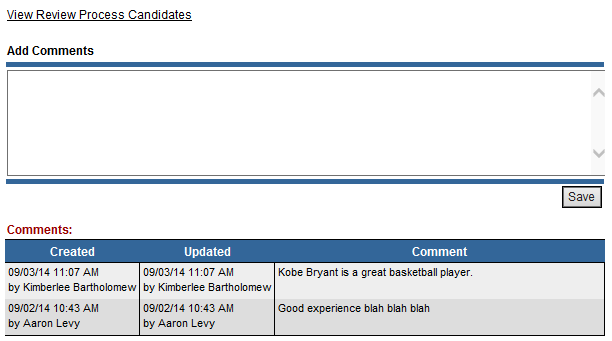 View Review Process Candidates
Add Comments
Save
Comments:
Created Updated Comment
09/03/14 11:07 AM 09/03/14 11:07 AM Kobe Bryant is a great basketball player.
by Kimberlee Bartholomew by Kimberlee Bartholomew
09/02/14 10:43 AM 09/02/14 10:43 AM Good experience blah blah blah
by Aaron Levy by Aaron Levy